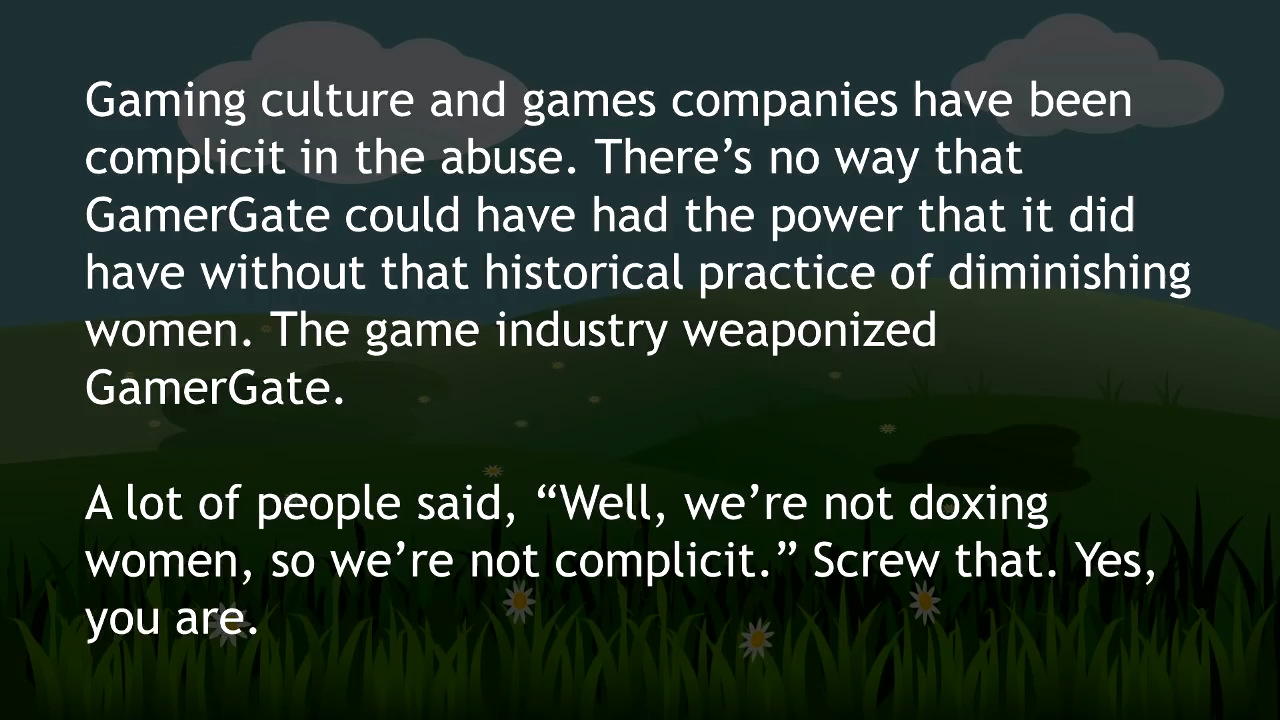 Gaming culture and games companies have been
complicit in the abuse. There’s no way that
GamerGate could have had the power that it did
have without that historical practice of diminishing
women. The game industry weaponized
GamerGate.
A lot of people said, “Well, we’re not doxing
women, so we’re not complicit.” Screw that. Yes,
you are.